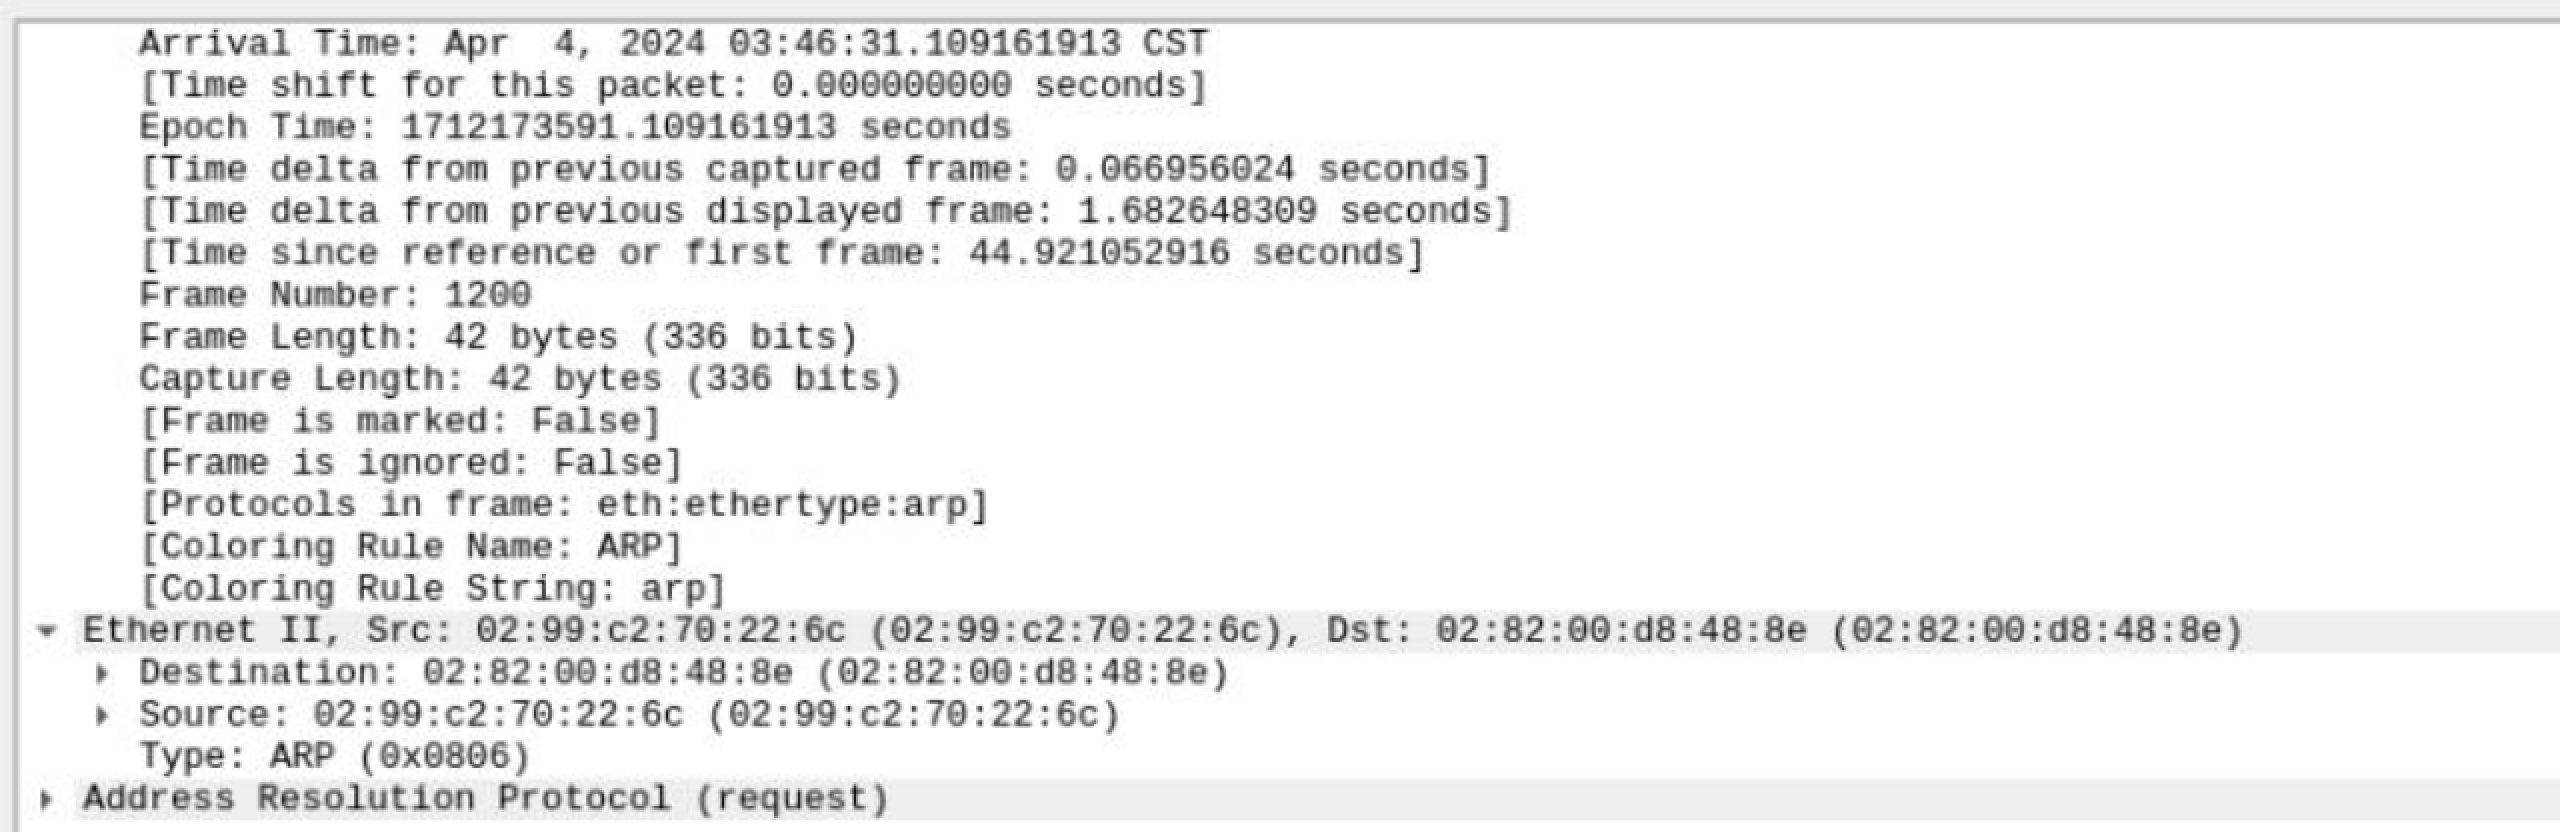 Arrival Time: Apr  4, 2024 03:46:31.109161913 CST
[Time shift for this packet: 0.000000000 seconds]
Epoch Time: 1712173591.109161913 seconds
[Time delta from previous captured frame: 0.066956024 seconds]
[Time delta from previous displayed frame: 1.682648309 seconds]
[Time since reference or first frame: 44.921052916 seconds]
Frame Number: 1200
Frame Length: 42 bytes (336 bits)
Capture Length: 42 bytes (336 bits)
[Frame is marked: False]
[Frame is ignored: False]
[Protocols in frame: eth:ethertype:arp]
[Coloring Rule Name: ARP]
[Coloring Rule String: arp]
Ethernet II, Src: 02:99:c2:70:22:6c (02:99:c2:70:22:6c), Dst: 02:82:00:d8:48:8e (02:82:00:d8:48:8e)
Destination: 02:82:00:d8:48:8e (02:82:00:d8:48:8e)
Source: 02:99:c2:70:22:6c (02:99:c2:70:22:6c)
Type: ARP (0x0806)
Address Resolution Protocol (request)